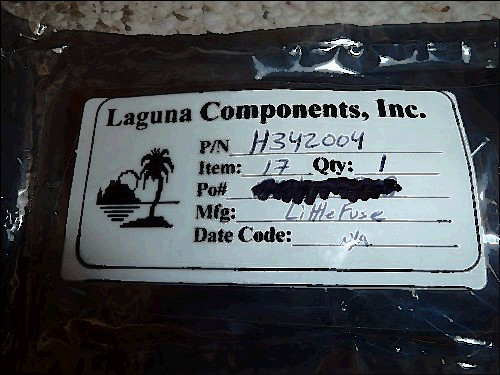 Laguna Components, Inc.
P/N H342004
Item: 17 Qty: 1
Po#
Mfg: Littlefuse
Date Code: n/a